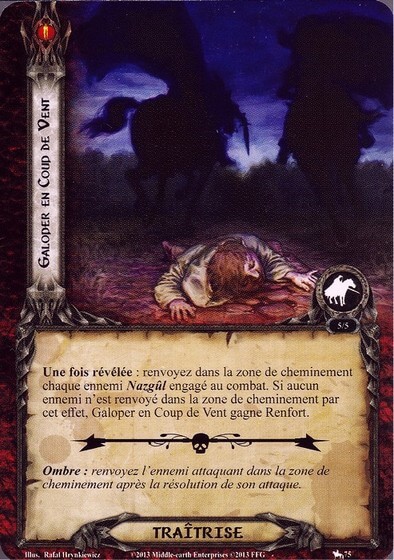 Galoper en Coup de Vent
5/5
Une fois révélée : renvoyez dans la zone de cheminement
chaque ennemi Nazgûl engagé au combat. Si aucun
ennemi n'est renvoyé dans la zone de cheminement par
cet effet, Galoper en Coup de Vent gagne Renfort.
Ombre : renvoyez l'ennemi attaquant dans la zone de
cheminement après la résolution de son attaque.
TRAÎTRISE
Illus. Rafał Hrynkiewicz ©2013 Middle-earth Enterprises ©2013 FFG 75